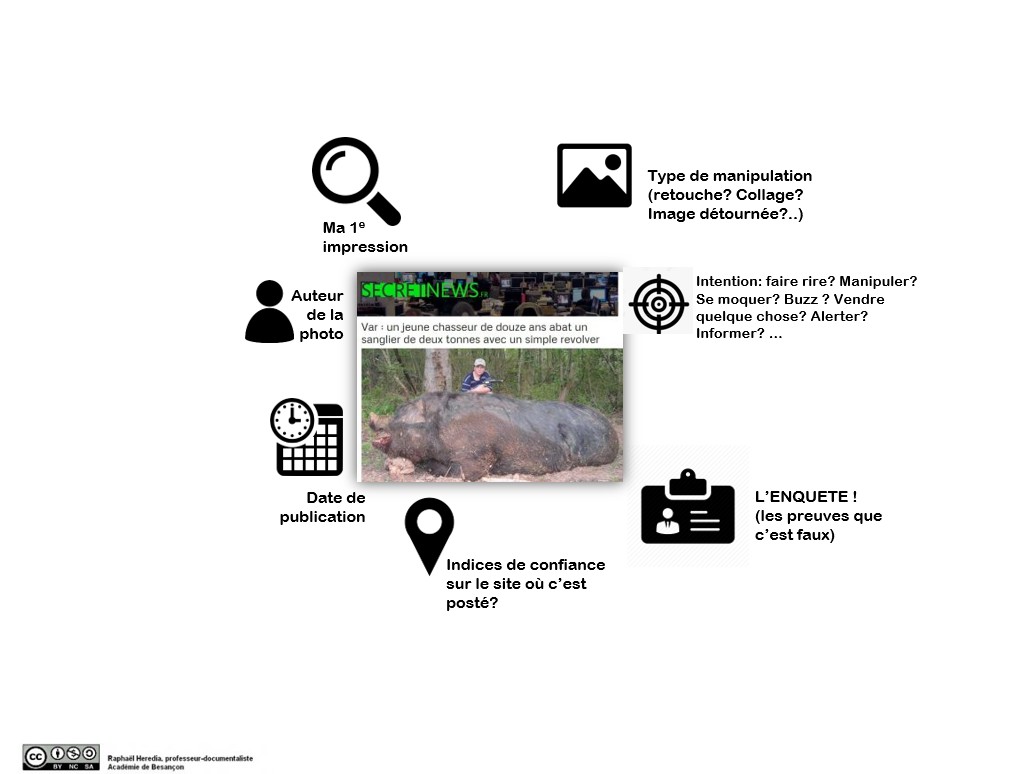 Ma 1e
impression
Type de manipulation
(retouche? Collage?
Image détournée?..)
Auteur
de la
photo
SECRETNEWS.FR
Var : un jeune chasseur de douze ans abat un
sanglier de deux tonnes avec un simple revolver
Intention: faire rire? Manipuler?
Se moquer? Buzz ? Vendre
quelque chose? Alerter?
Informer? ...
Date de
publication
Indices de confiance
sur le site où c’est
posté?
L’ENQUETE !
(les preuves que
c’est faux)
cc BY NC SA
Raphaël Heredia, professeur-documentaliste
Académie de Besançon